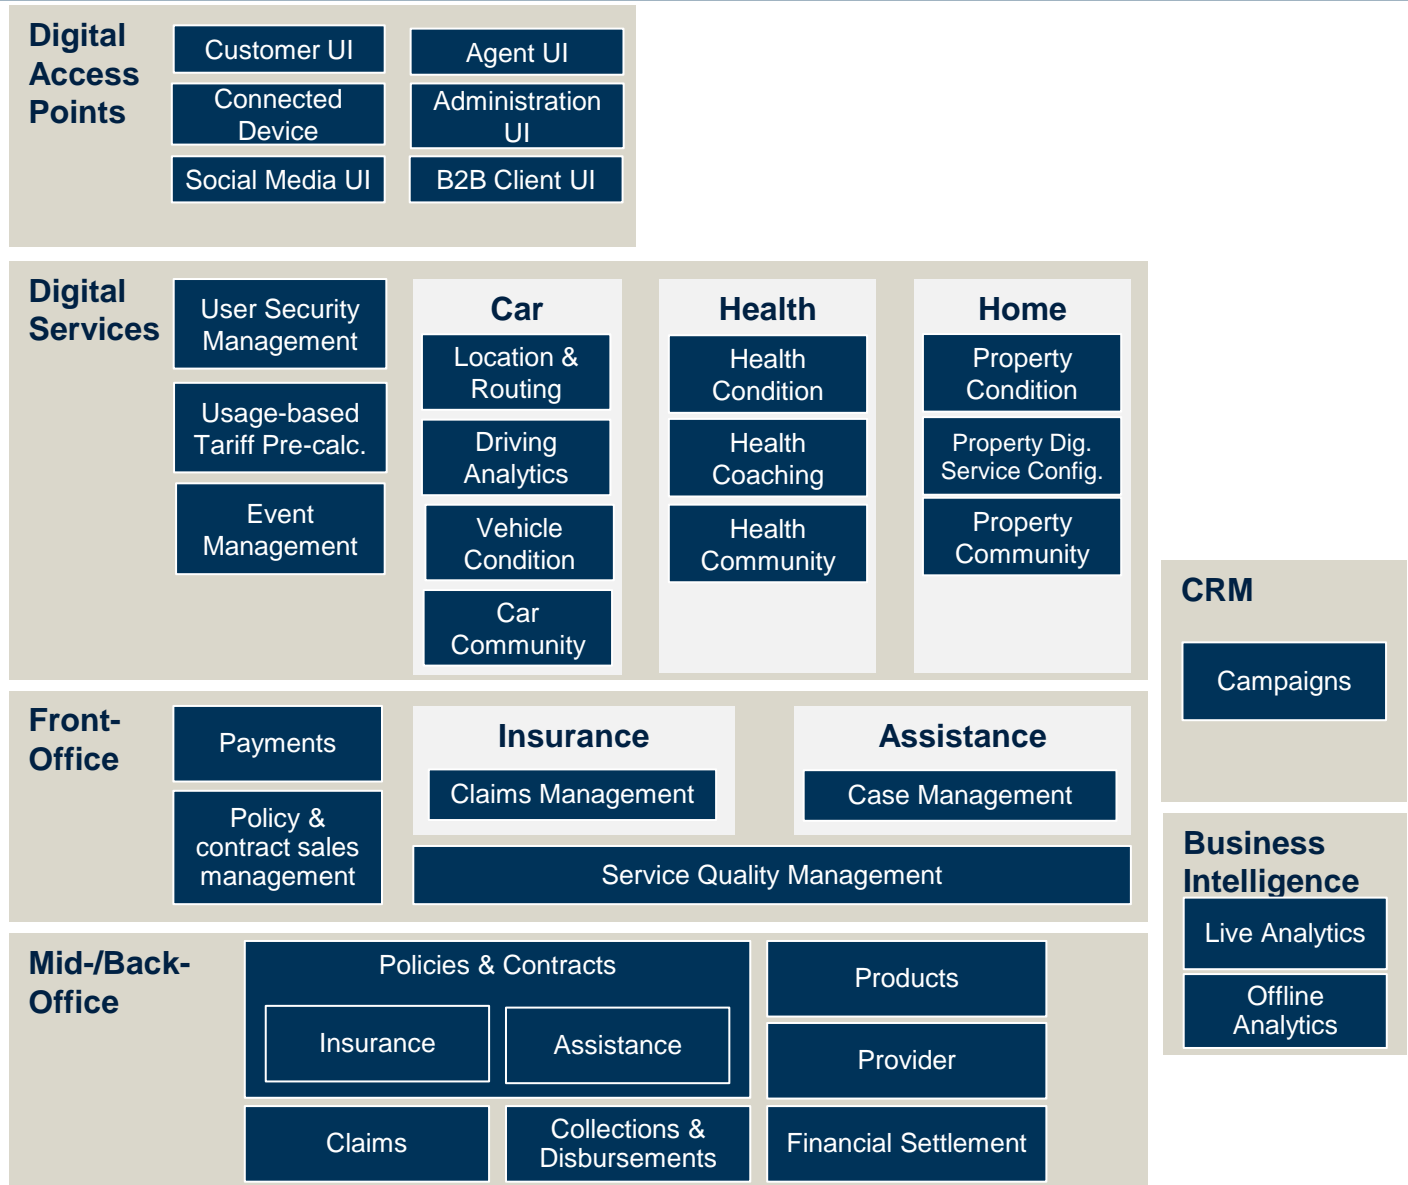 Digital
Access
Points
Customer UI
Agent UI
Connected
Device
Administration
UI
Social Media UI
B2B Client UI
Digital
Services
User Security
Management
Usage-based
Tariff Pre-calc.
Event
Management
Car
Location &
Routing
Driving
Analytics
Vehicle
Condition
Car
Community
Health
Health
Condition
Health
Coaching
Health
Community
Home
Property
Condition
Property Dig.
Service Config.
Property
Community
CRM
Campaigns
Front-
Office
Payments
Policy &
contract sales
management
Insurance
Claims Management
Assistance
Case Management
Service Quality Management
Business
Intelligence
Live Analytics
Offline
Analytics
Mid-/Back-
Office
Policies & Contracts
Insurance
Assistance
Products
Provider
Claims
Collections &
Disbursements
Financial Settlement